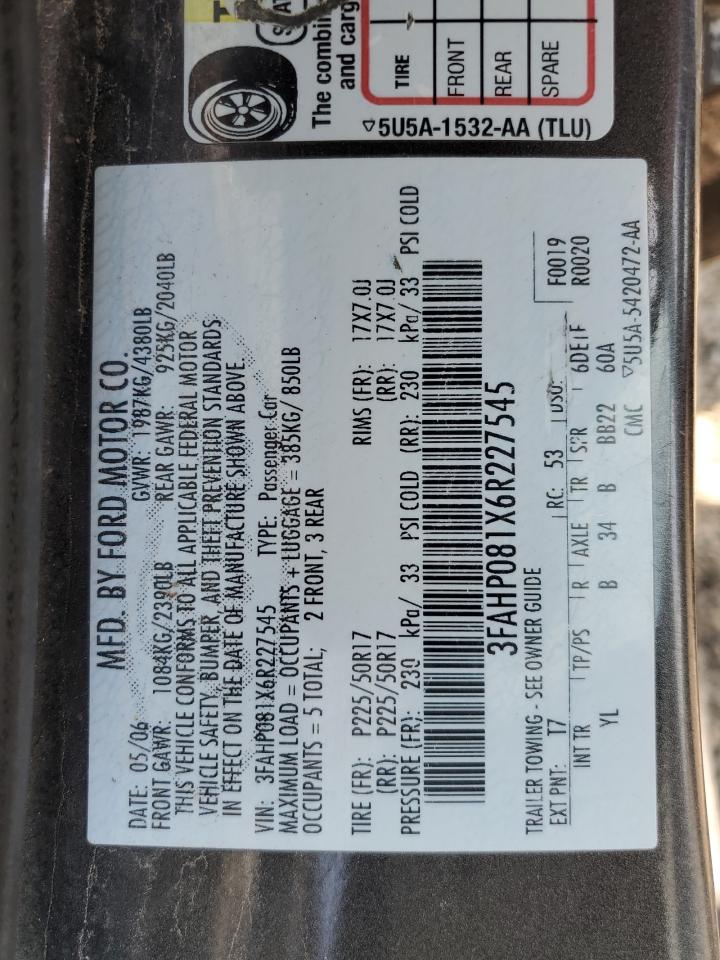 The combin
and carg
TIRE
FRONT
REAR
SPARE
▽5U5A-1532-AA (TLU)
MFD. BY FORD MOTOR CO.
DATE: 05/06 GVWR: 1987KG/4380LB
FRONT GAWR: 1084KG/2390LB REAR GAWR: 925KG/2040LB
THIS VEHICLE CONFORMS TO ALL APPLICABLE FEDERAL MOTOR
VEHICLE SAFETY, BUMPER, AND THEFT PREVENTION STANDARDS
IN EFFECT ON THE DATE OF MANUFACTURE SHOWN ABOVE.
VIN: 3FAHP081X6R227545 TYPE: Passenger Car
MAXIMUM LOAD = OCCUPANTS + LUGGAGE = 385KG/ 850LB
OCCUPANTS = 5 TOTAL; 2 FRONT, 3 REAR
TIRE (FR): P225/50R17 RIMS (FR): 17X7.0J
(RR): P225/50R17 (RR): 17X7.0J
PRESSURE (FR): 230 kPa/ 33 PSI COLD (RR): 230 kPa/ 33 PSI COLD
3FAHP081X6R227545
TRAILER TOWING - SEE OWNER GUIDE
EXT PNT: T7 RC: 53 DSO: F0019
R0020
INT TR TP/PS R AXLE TR SPR 6DE1F
YL B 34 B BB22 60A
CMC ▽5U5A-5420472-AA